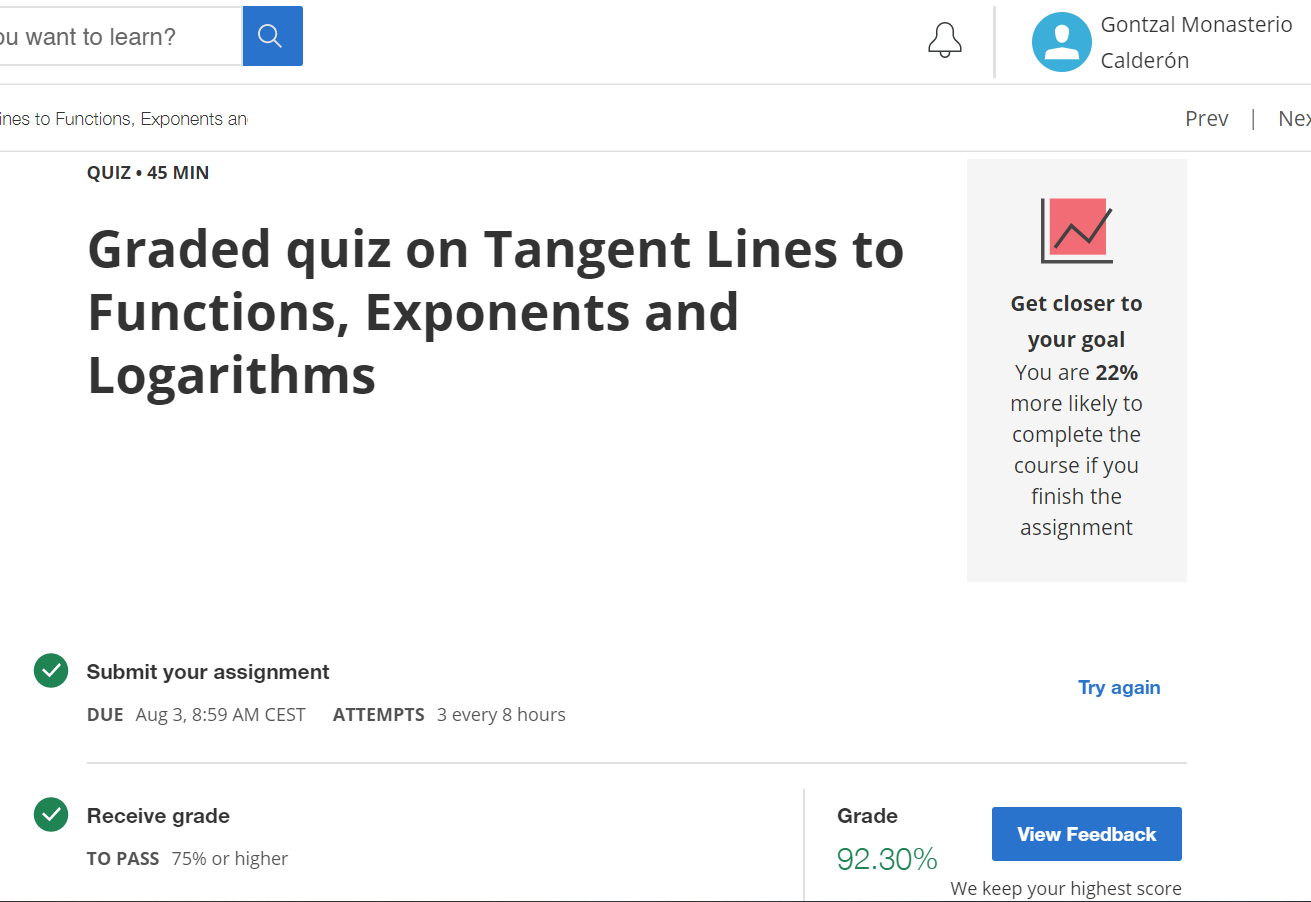 ou want to learn?
Gontzal Monasterio
Calderón
ines to Functions, Exponents an
Prev | Nex
QUIZ • 45 MIN
Graded quiz on Tangent Lines to
Functions, Exponents and
Logarithms
Get closer to
your goal
You are 22%
more likely to
complete the
course if you
finish the
assignment
Submit your assignment
Try again
DUE Aug 3, 8:59 AM CEST ATTEMPTS 3 every 8 hours
Receive grade
TO PASS 75% or higher
Grade
92.30%
View Feedback
We keep your highest score